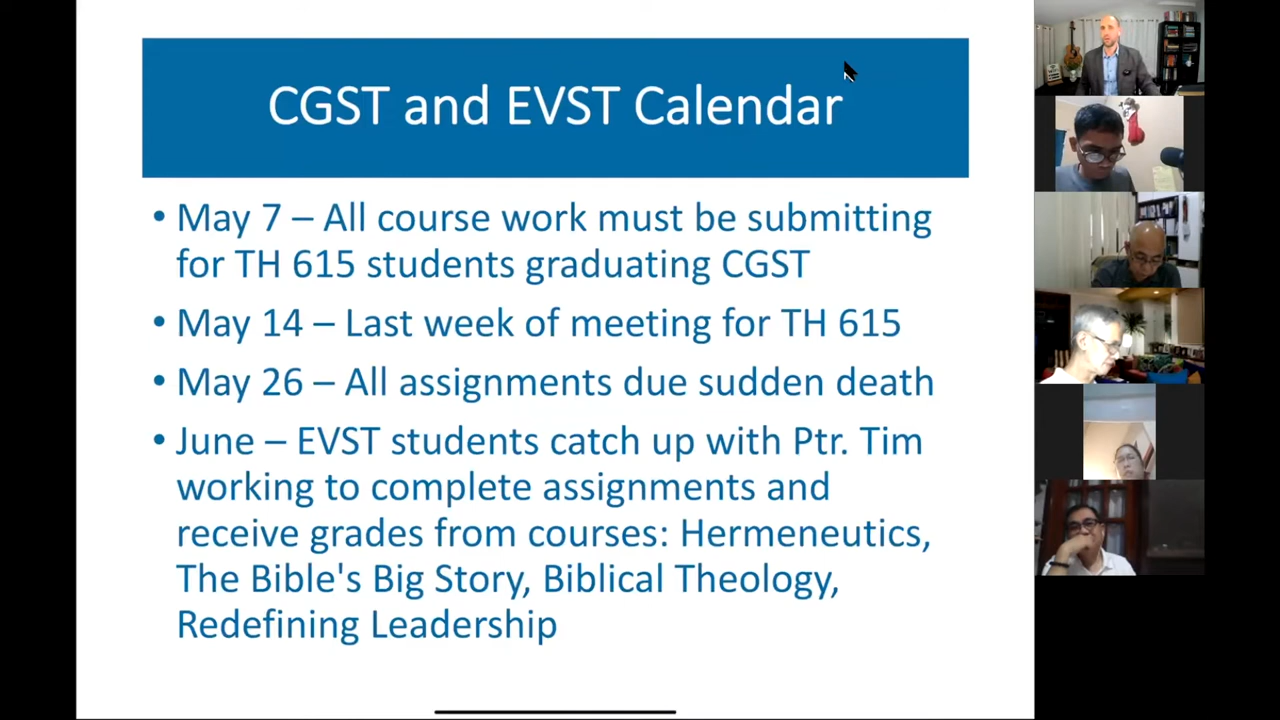 CGST and EVST Calendar
• May 7 – All course work must be submitting
for TH 615 students graduating CGST
• May 14 – Last week of meeting for TH 615
• May 26 – All assignments due sudden death
• June – EVST students catch up with Ptr. Tim
working to complete assignments and
receive grades from courses: Hermeneutics,
The Bible's Big Story, Biblical Theology,
Redefining Leadership